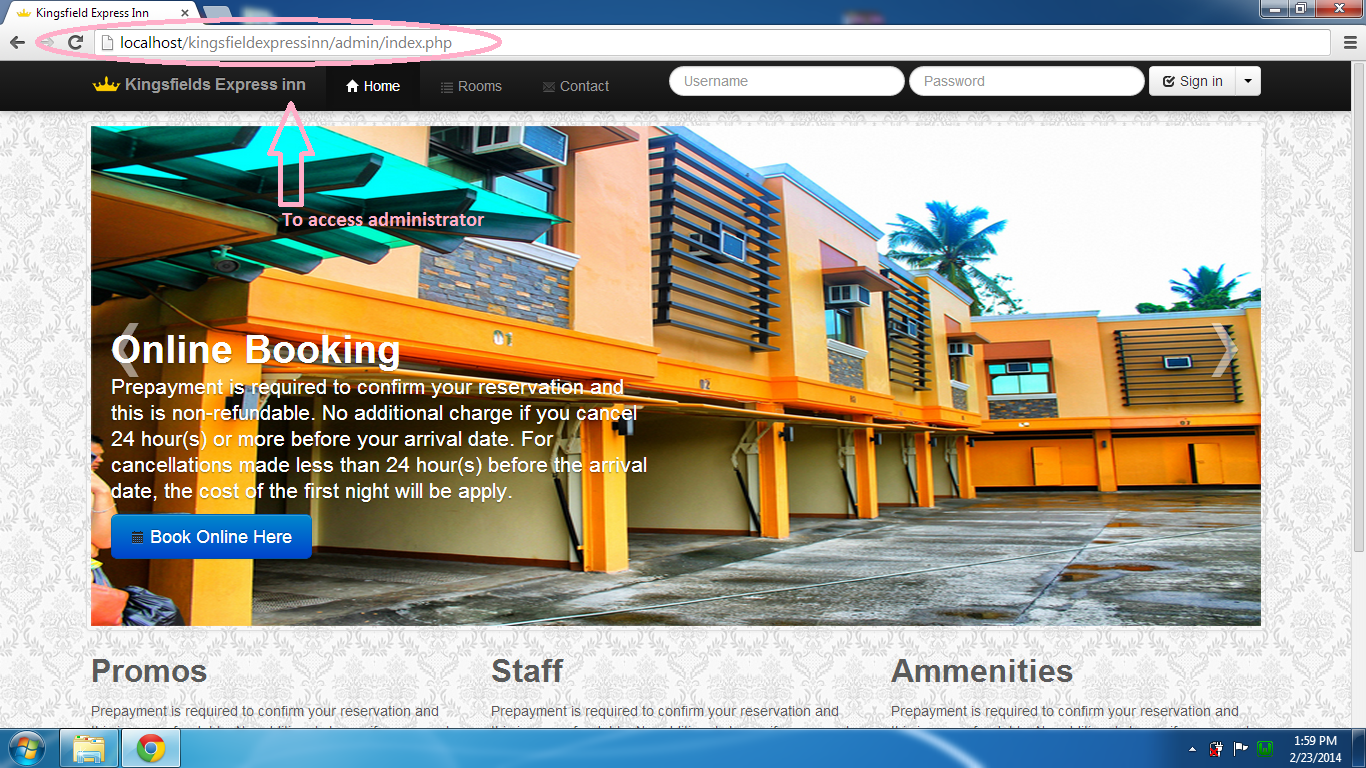 Kingsfield Express Inn
localhost/kingsfieldexpressinn/admin/index.php
Kingsfields Express inn
Home
Rooms
Contact
Username
Password
Sign in
To access administrator
01
02
Online Booking
Prepayment is required to confirm your reservation and
this is non-refundable. No additional charge if you cancel
24 hour(s) or more before your arrival date. For
cancellations made less than 24 hour(s) before the arrival
date, the cost of the first night will be apply.
Book Online Here
Promos
Staff
Ammenities
Prepayment is required to confirm your reservation and
Prepayment is required to confirm your reservation and
Prepayment is required to confirm your reservation and
1:59 PM
2/23/2014